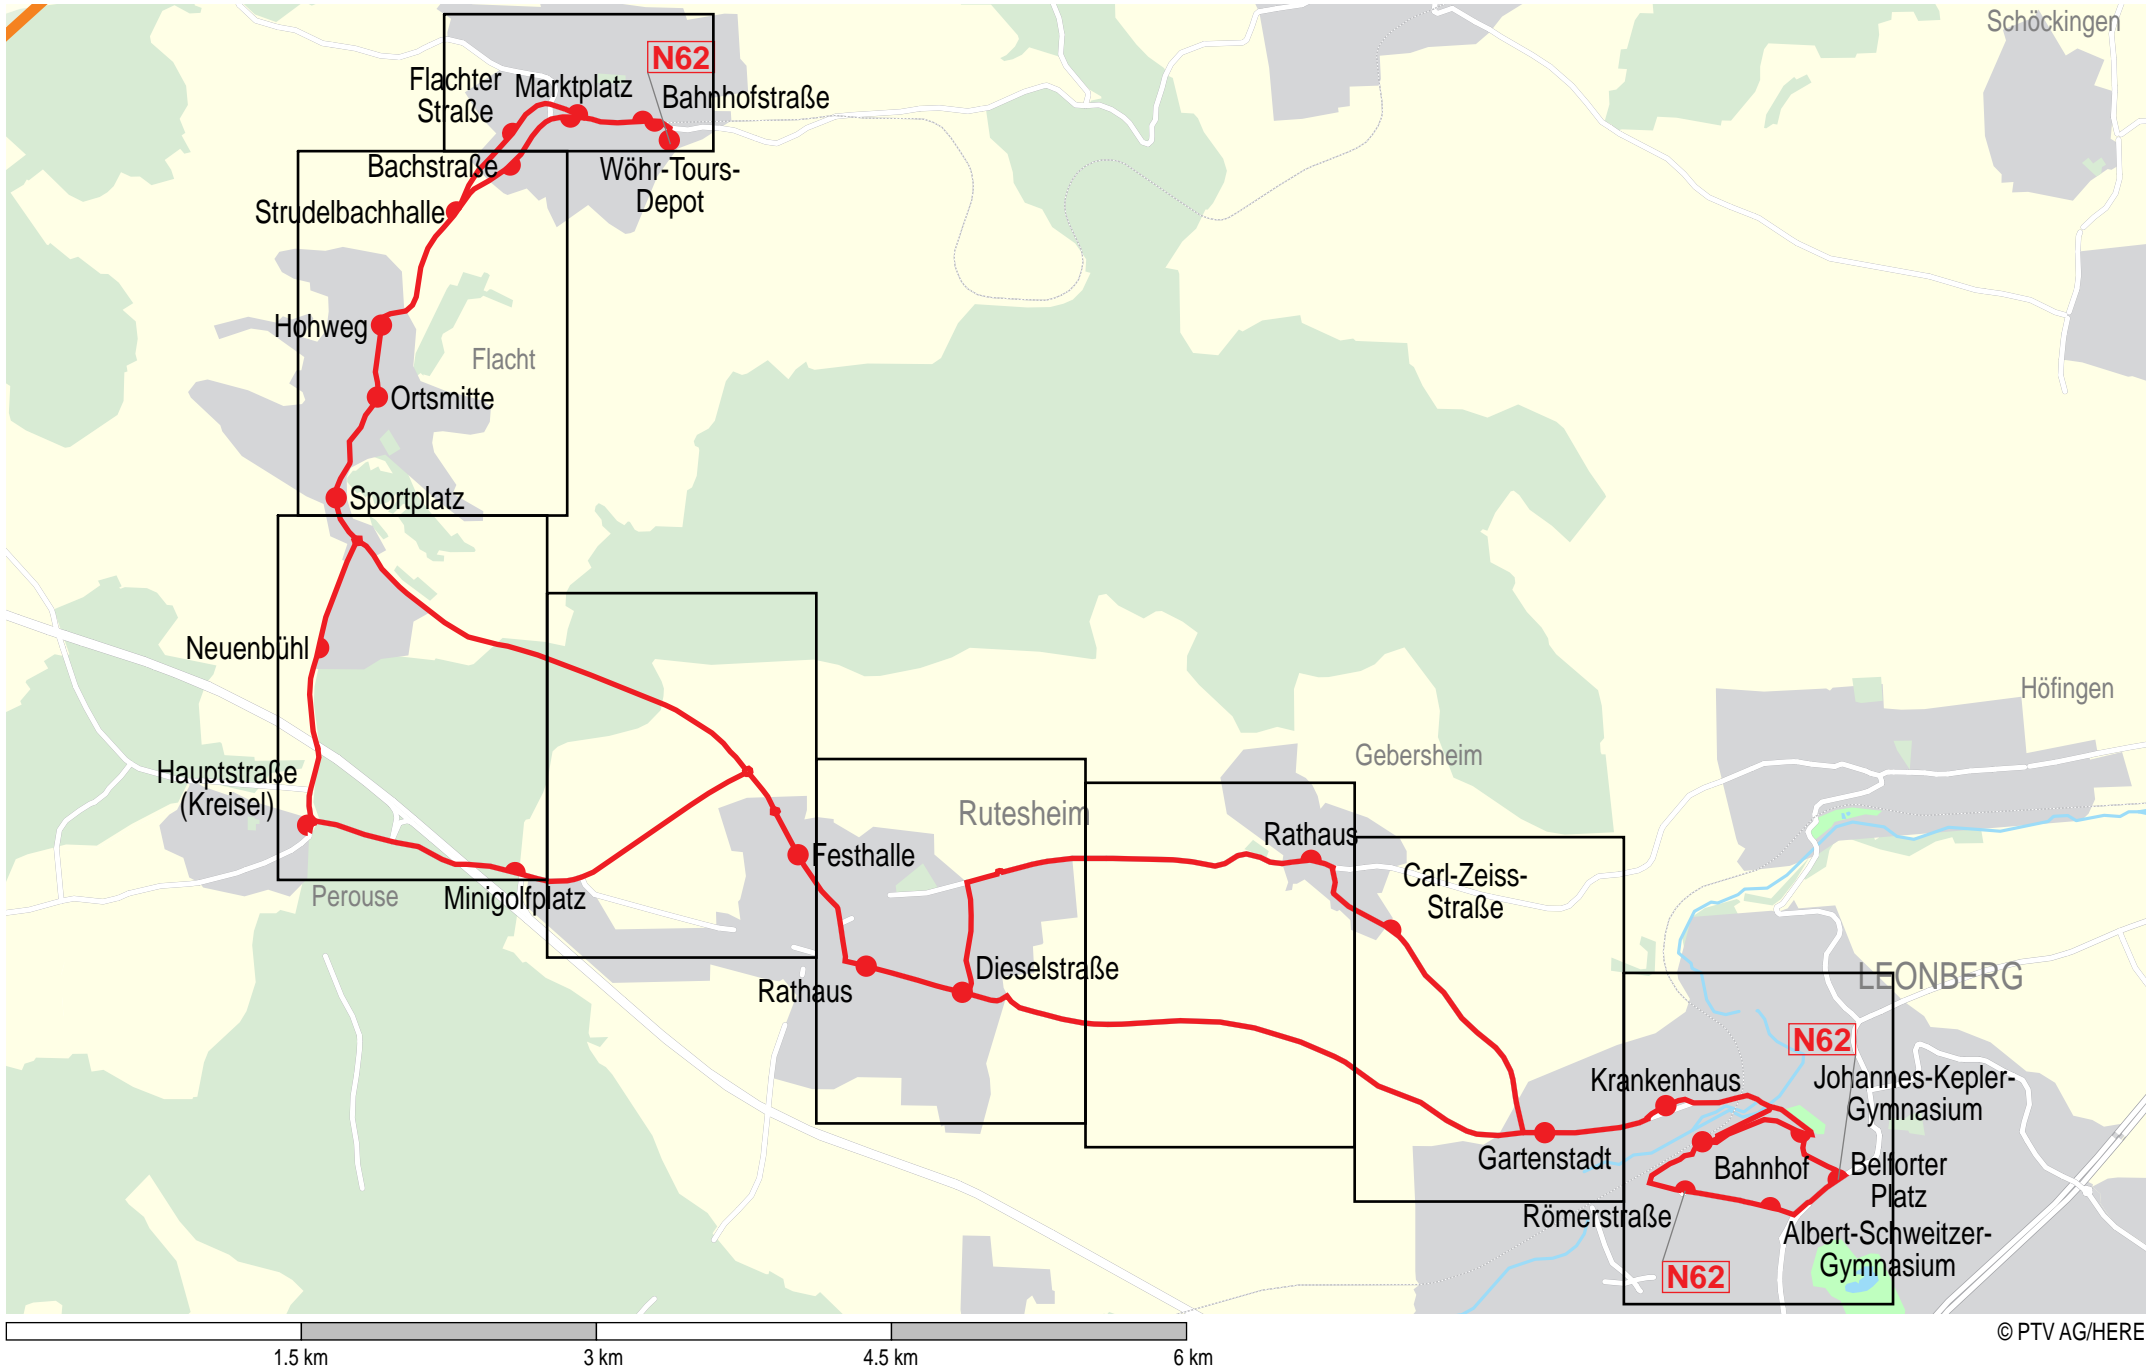 Schöckingen
N62
Flachter
Straße
Marktplatz
Bahnhofstraße
Bachstraße
Wöhr-Tours-
Depot
Strudelbachhalle
Hohweg
Flacht
Ortsmitte
Sportplatz
Neuenbühl
Höfingen
Gebersheim
Hauptstraße
(Kreisel)
Rutesheim
Rathaus
Festhalle
Carl-Zeiss-
Straße
Perouse
Minigolfplatz
Dieselstraße
Rathaus
LEONBERG
N62
Krankenhaus
Johannes-Kepler-
Gymnasium
Gartenstadt
Bahnhof
Belforter
Platz
Römerstraße
Albert-Schweitzer-
Gymnasium
N62
© PTV AG/HERE
1.5 km
3 km
4.5 km
6 km